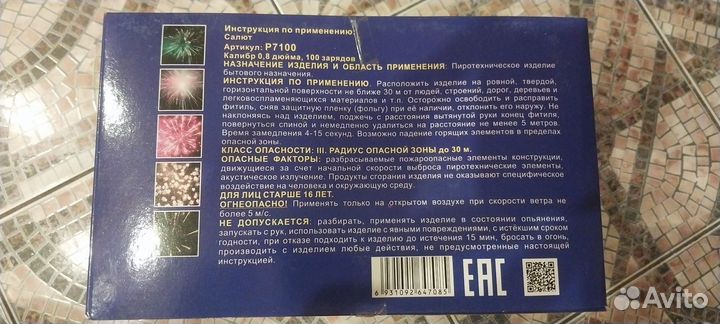 Инструкция по применению:
Салют
Артикул: Р7100
Калибр 0,8 дюйма, 100 зарядов
НАЗНАЧЕНИЕ ИЗДЕЛИЯ И ОБЛАСТЬ ПРИМЕНЕНИЯ: Пиротехническое изделие
бытового назначения.
ИНСТРУКЦИЯ ПО ПРИМЕНЕНИЮ: Расположить изделие на ровной, твердой,
горизонтальной поверхности не ближе 30 м от людей, строений, дорог, деревьев и
легковоспламеняющихся материалов и т.п. Осторожно освободить и расправить
фитиль, сняв защитную пленку (фольгу) при её наличии, отклонить его наружу. Не
наклоняясь над изделием, поджечь с расстояния вытянутой руки конец фитиля,
повернуться спиной и немедленно удалиться на расстояние не менее 5 метров.
Время замедления 4-15 секунд. Возможно падение горящих элементов в пределах
опасной зоны.
КЛАСС ОПАСНОСТИ: III. РАДИУС ОПАСНОЙ ЗОНЫ до 30 м.
ОПАСНЫЕ ФАКТОРЫ: разбрасываемые пожароопасные элементы конструкции,
движущиеся за счет начальной скорости выброса пиротехнические элементы,
акустическое излучение. Продукты сгорания изделия не оказывают специфическое
воздействие на человека и окружающую среду.
ДЛЯ ЛИЦ СТАРШЕ 16 ЛЕТ.
ОГНЕОПАСНО! Применять только на открытом воздухе при скорости ветра не
более 5 м/с.
НЕ ДОПУСКАЕТСЯ: разбирать, применять изделие в состоянии опьянения,
запускать с рук, использовать изделие с явными повреждениями, с истёкшим сроком
годности, при отказе подходить к изделию до истечения 15 мин, бросать в огонь,
производить с изделием любые действия, не предусмотренные настоящей
инструкцией.
6 931092 647085
EAC
Avito